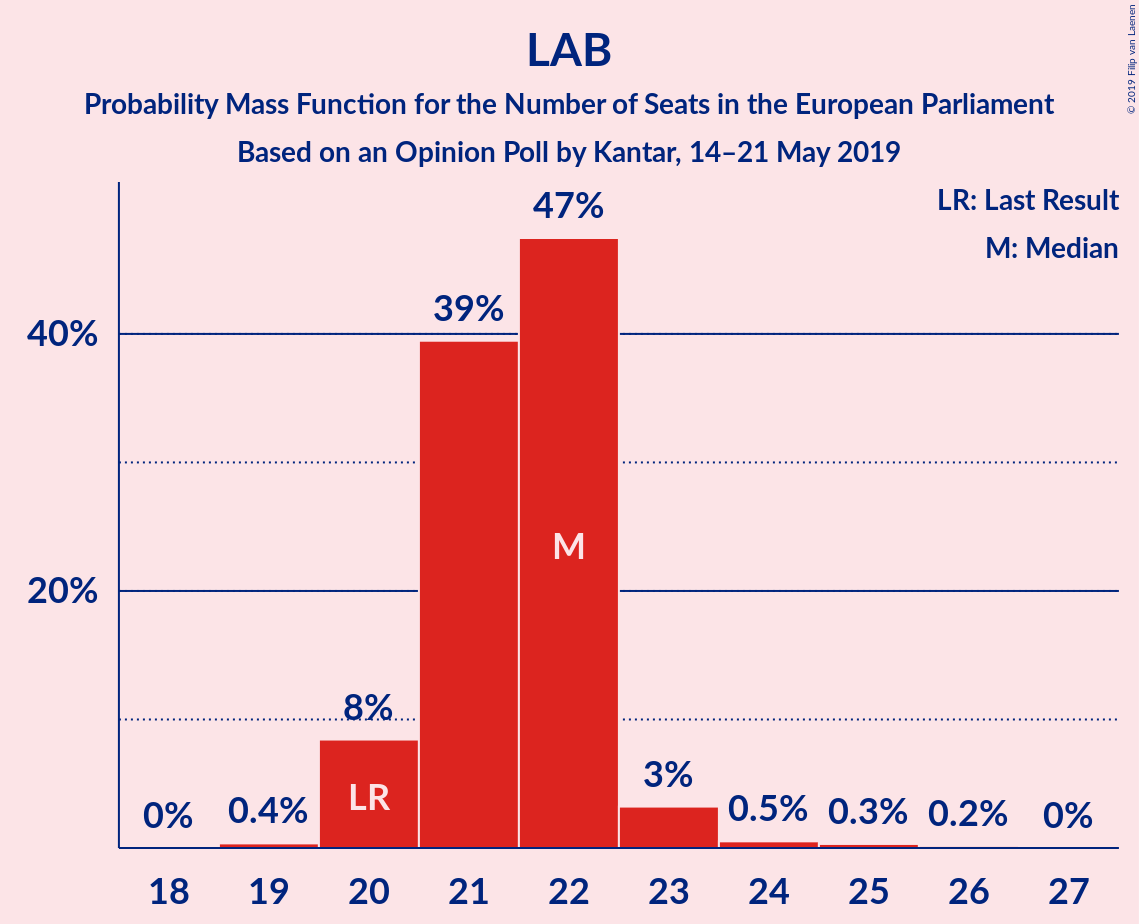 LAB
Probability Mass Function for the Number of Seats in the European Parliament
Based on an Opinion Poll by Kantar, 14–21 May 2019
© 2019 Filip van Laenen
LR: Last Result
M: Median
47%
39%
40%
M
20%
8%
LR
3%
0%
0.4%
0.5%
0.3%
0.2%
0%
18 19 20 21 22 23 24 25 26 27